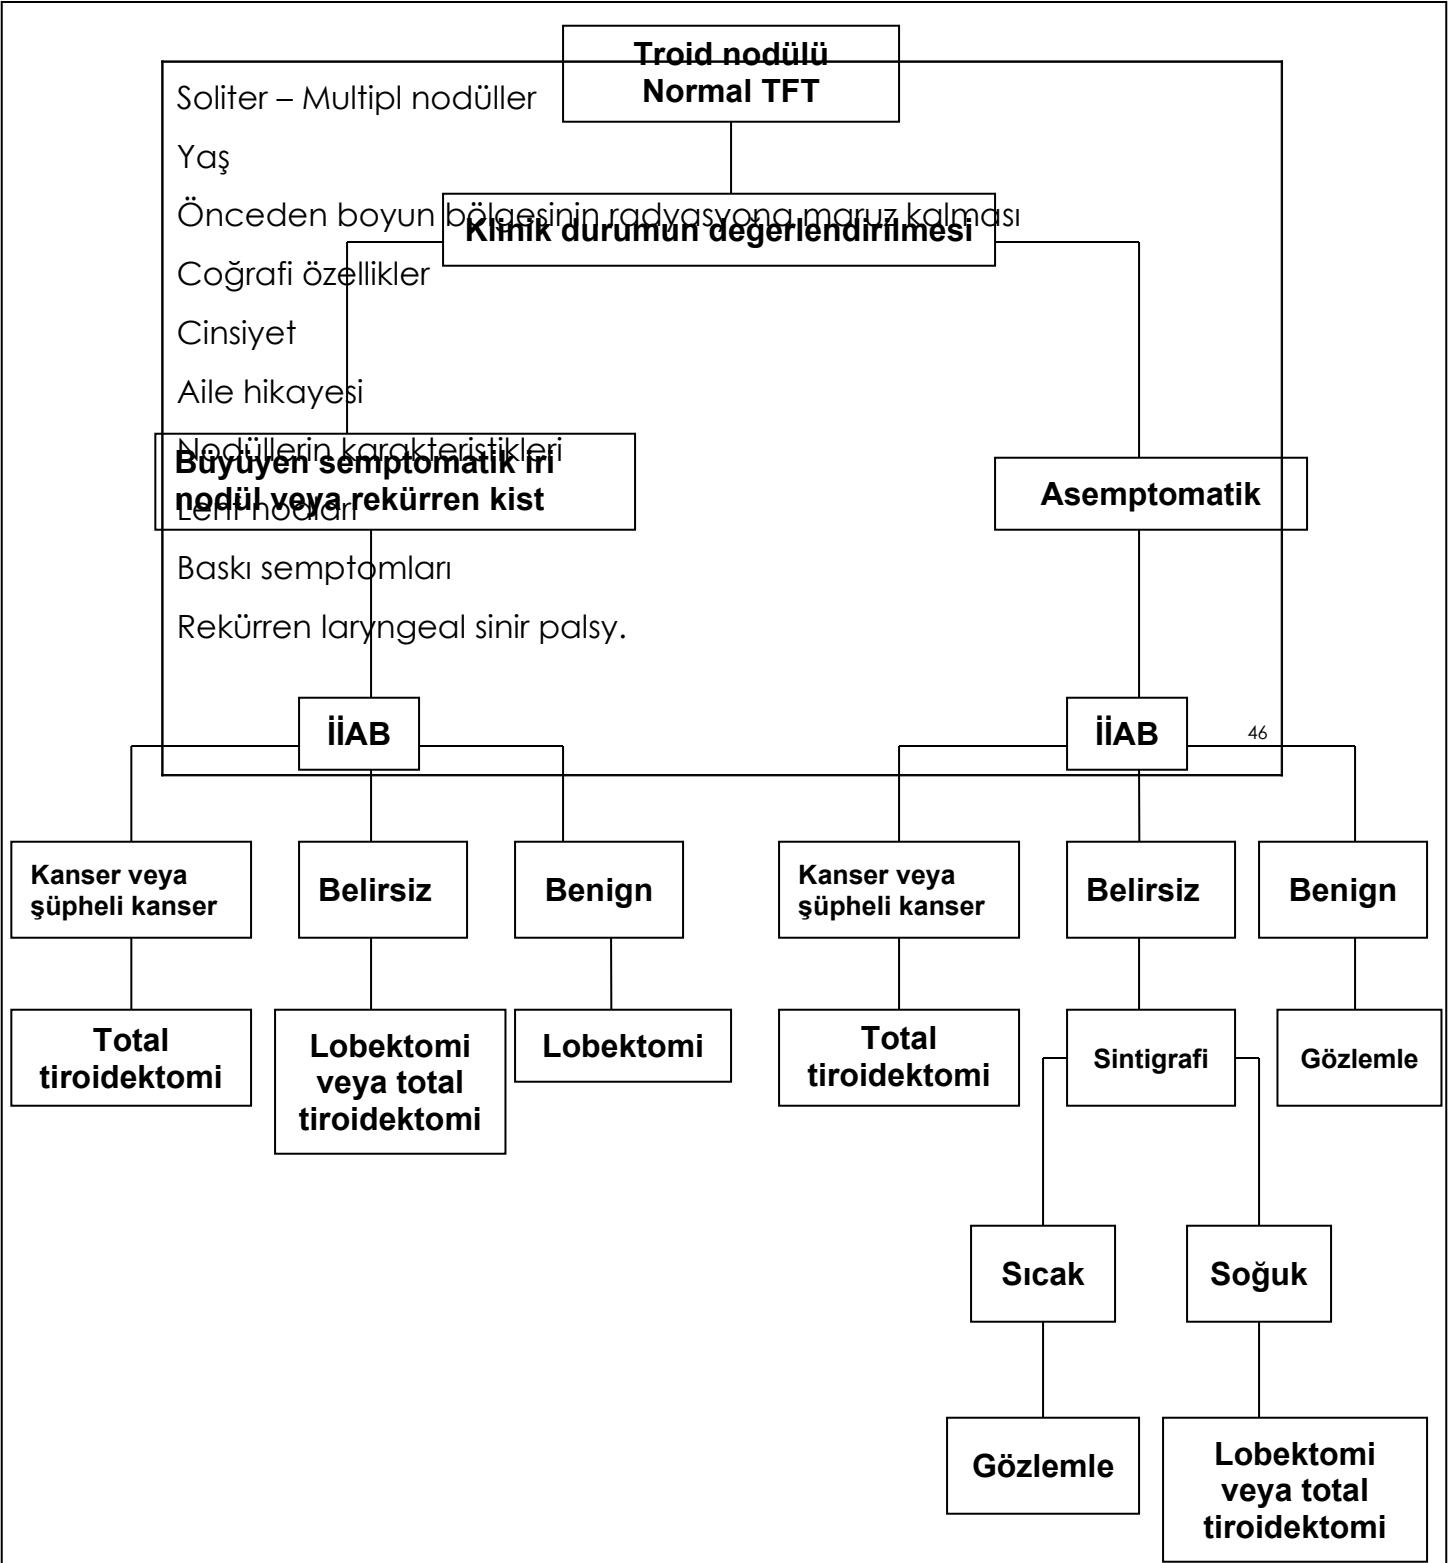 Troid nodülü
Normal TFT
Soliter – Multipl nodüller
Yaş
Önceden boyun bölgesinin radyasyona maruz kalması
Klinik durumun değerlendirilmesi
Coğrafi özellikler
Cinsiyet
Aile hikayesi
Nodüllerin karakteristikleri
Büyüyen semptomatik iri
nodül veya rekürren kist
Lenf nodları
Asemptomatik
Baskı semptomları
Rekürren laryngeal sinir palsy.
İİAB
İİAB
46
Kanser veya
şüpheli kanser
Belirsiz
Benign
Kanser veya
şüpheli kanser
Belirsiz
Benign
Total
tiroidektomi
Lobektomi
veya total
tiroidektomi
Lobektomi
Total
tiroidektomi
Sintigrafi
Gözlemle
Sıcak
Soğuk
Gözlemle
Lobektomi
veya total
tiroidektomi